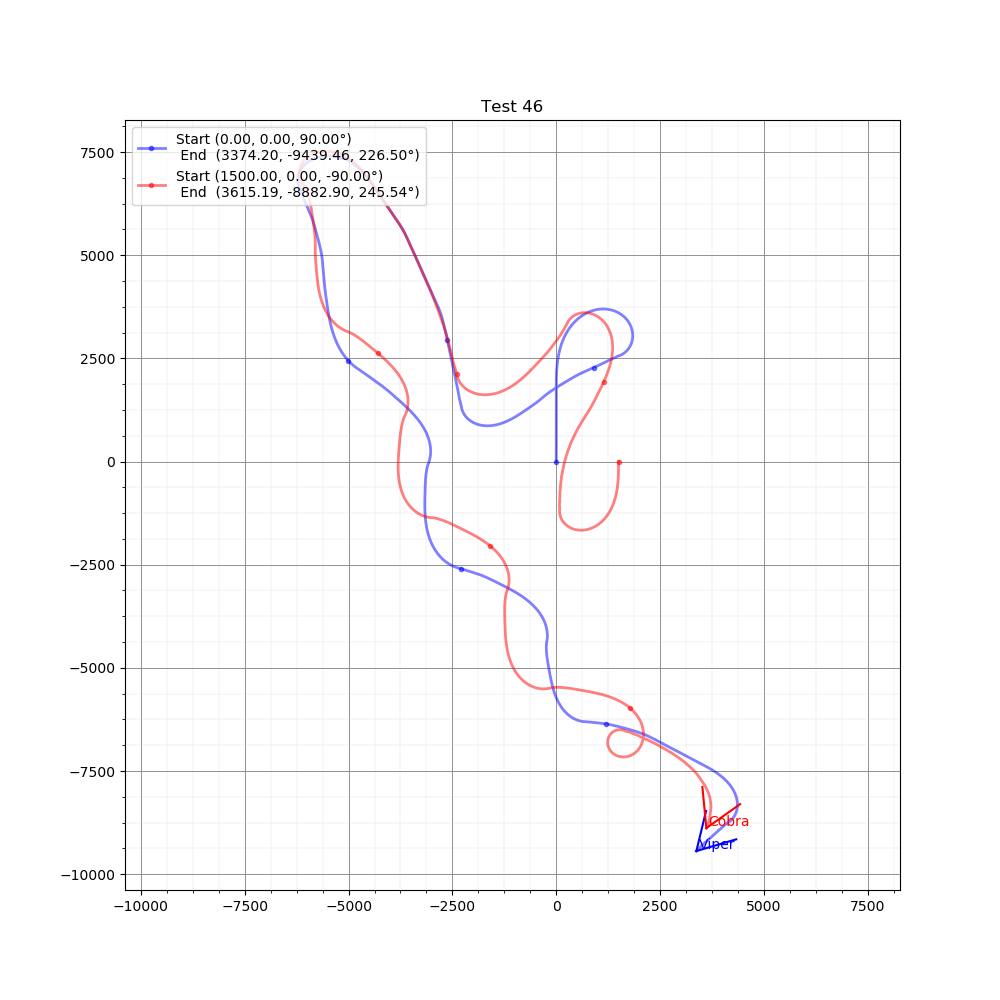 Test 46
Start (0.00, 0.00, 90.00°)
End (3374.20, -9439.46, 226.50°)
Start (1500.00, 0.00, -90.00°)
End (3615.19, -8882.90, 245.54°)
7500
5000
2500
0
−2500
−5000
−7500
−10000
Cobra
Viper
−10000 −7500 −5000 −2500 0 2500 5000 7500